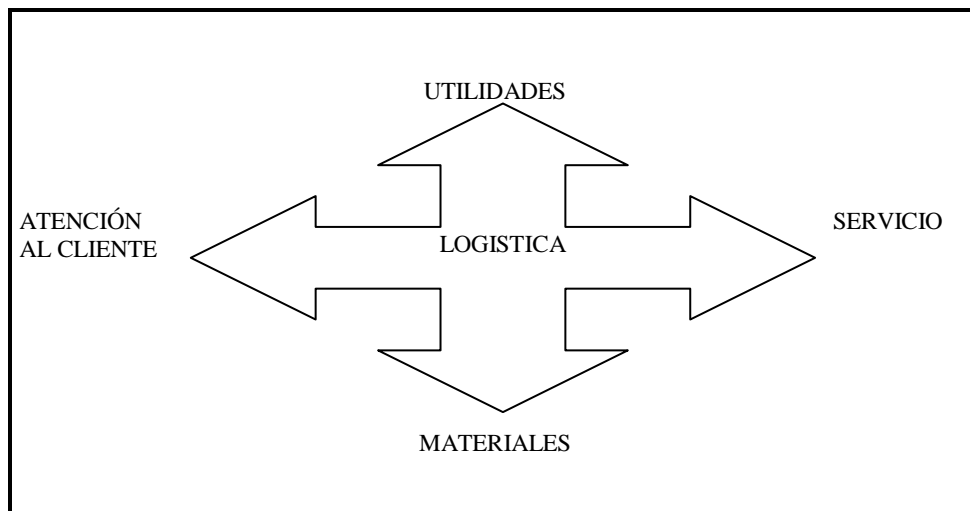 UTILIDADES
ATENCIÓN
AL CLIENTE
SERVICIO
LOGISTICA
MATERIALES